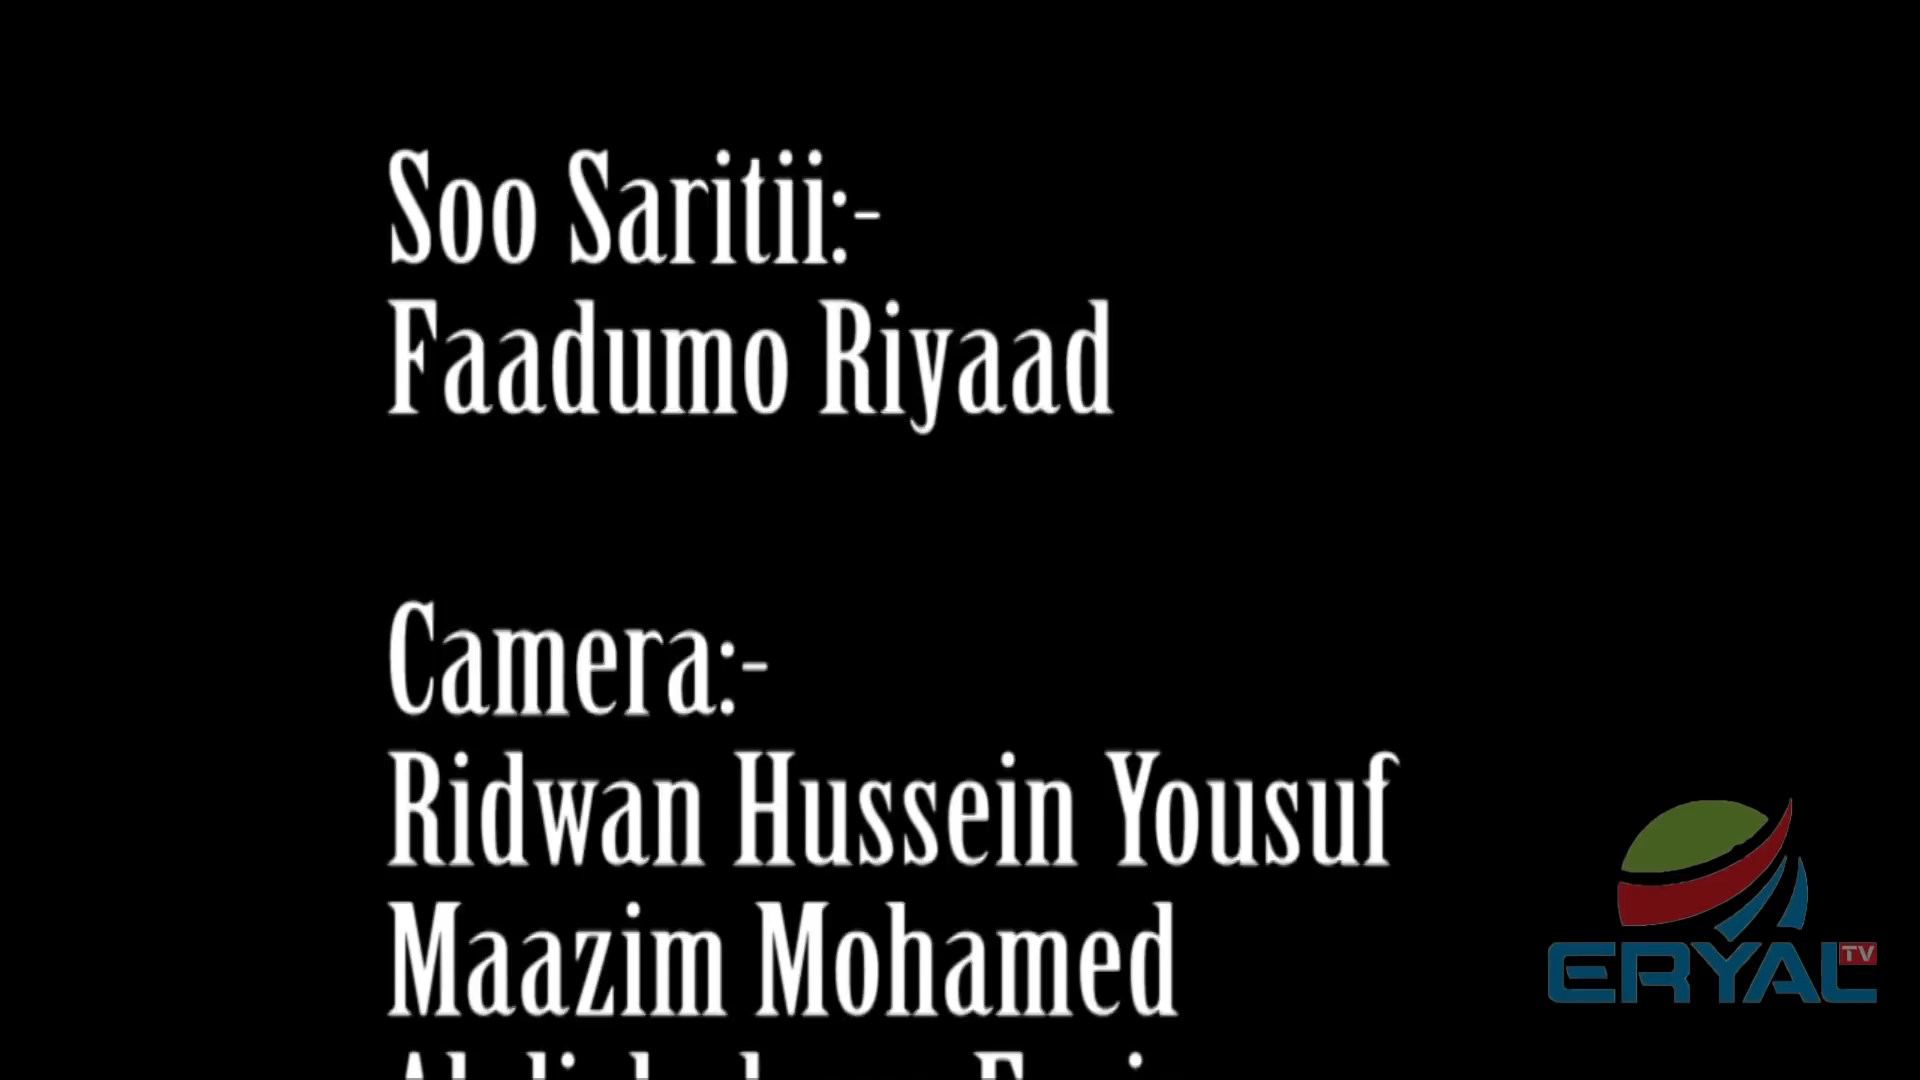 Soo Saritii:-
Faadumo Riyaad
Camera:-
Ridwan Hussein Yousuf
Maazim Mohamed
ERYAL TV